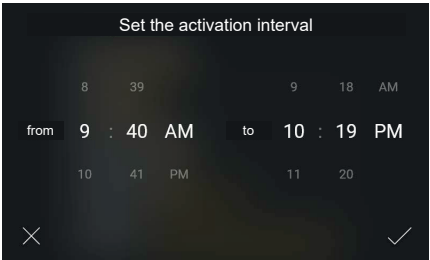 Set the activation interval
8 39 9 18 AM
from 9 : 40 AM to 10 : 19 PM
10 41 PM 11 20